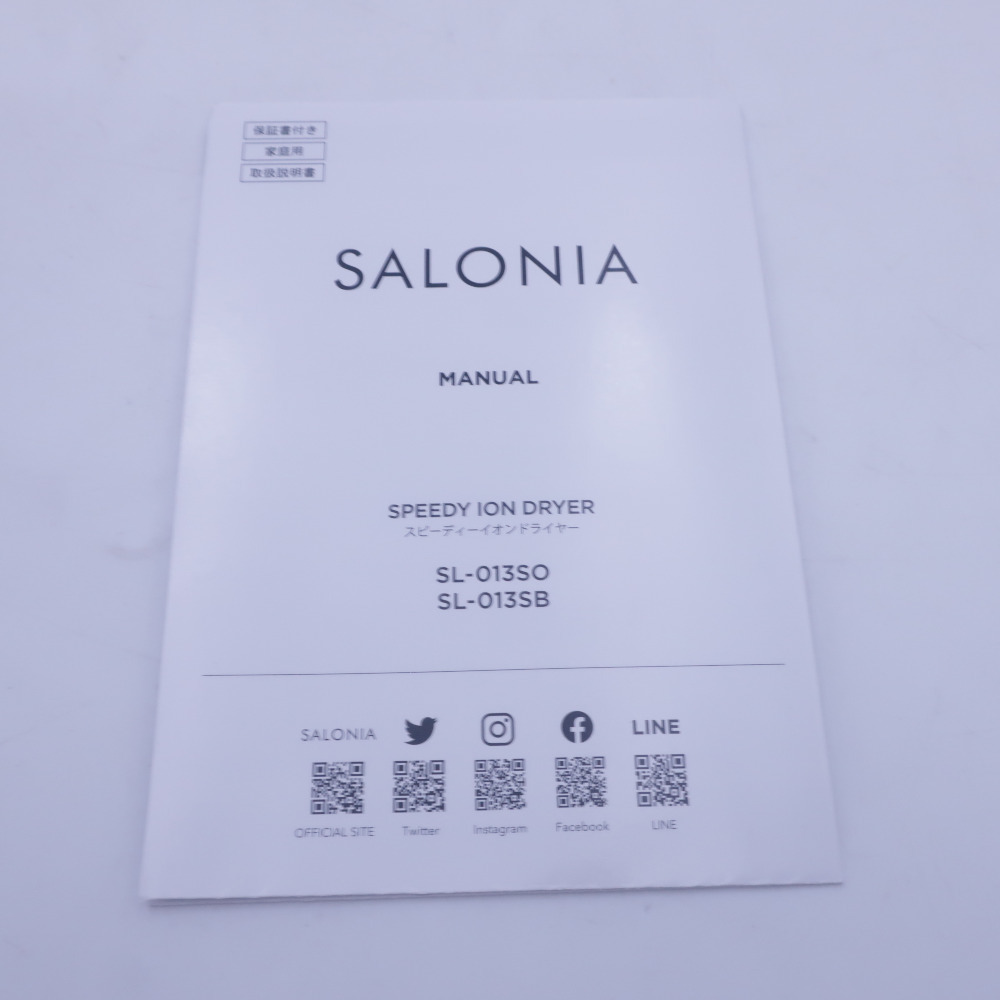 保証書付き
家庭用
取扱説明書
SALONIA
MANUAL
SPEEDY ION DRYER
スピーディーイオンドライヤー
SL-013SO
SL-013SB
SALONIA
LINE
OFFICIAL SITE
Twitter
Instagram
Facebook
LINE